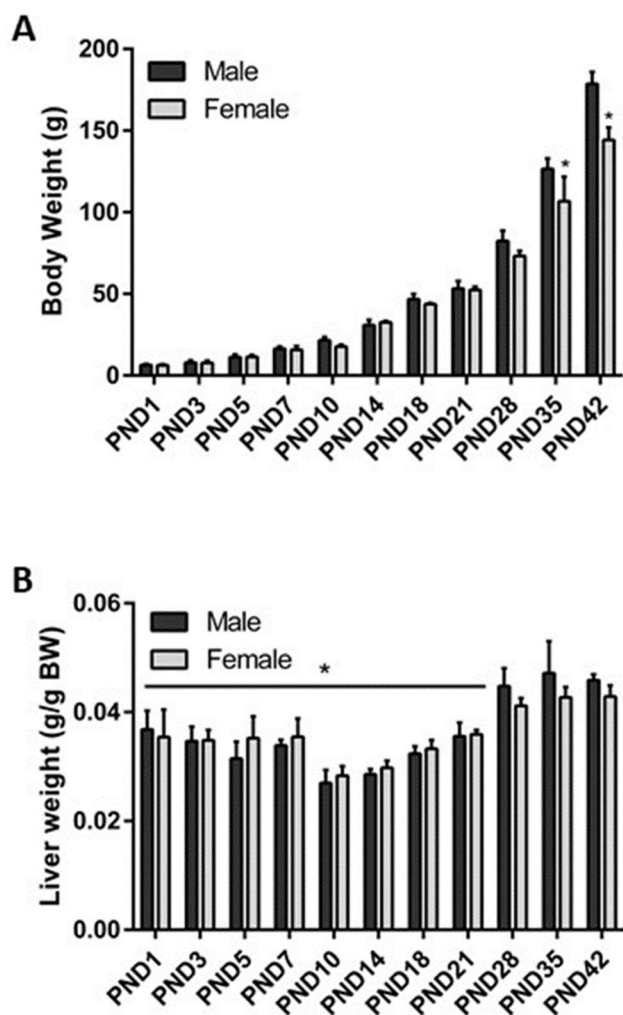 A
Body Weight (g)
200
150
100
50
0
Male
Female
*
*
PND1
PND3
PND5
PND7
PND10
PND14
PND18
PND21
PND28
PND35
PND42
B
Liver weight (g/g BW)
0.06
0.04
0.02
0.00
Male
Female
*
PND1
PND3
PND5
PND7
PND10
PND14
PND18
PND21
PND28
PND35
PND42